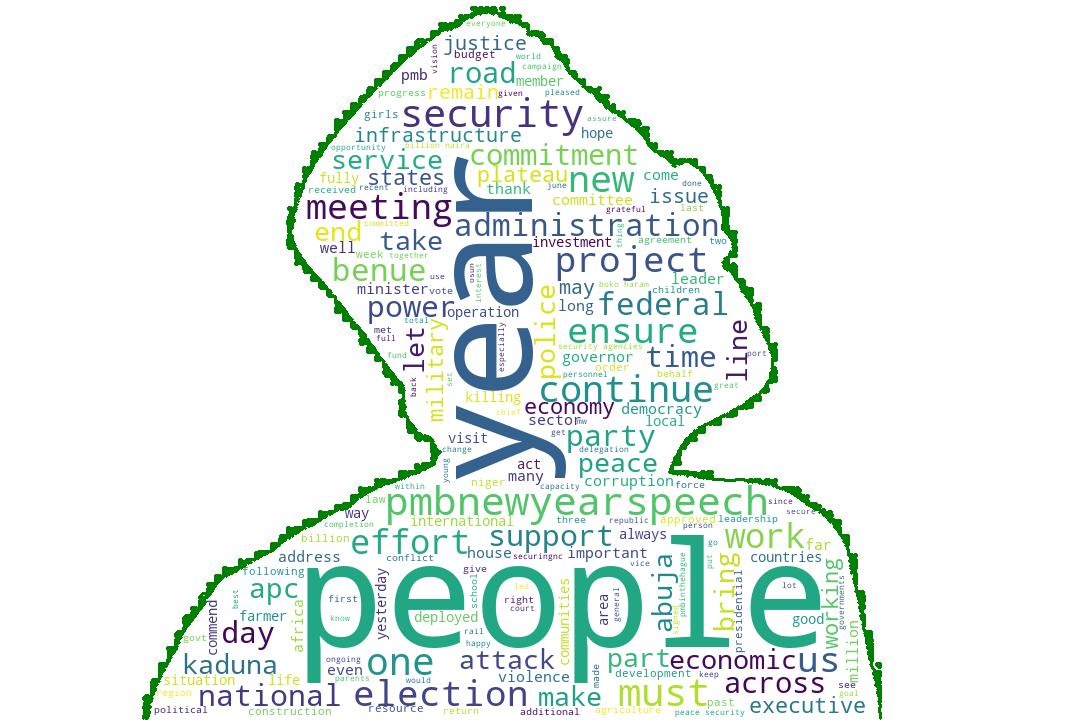 everyone
justice
vision budget world
pmb road campaign
member
progress remain given pleased
girls security assure
infrastructure hope
opportunity billion naira
service commitment
fully states plateau new come
received recent including thank june done
committee issue
meeting grateful last
committed administration
end take investment thing agreement two
well week together
benue use osun interest project leader
minister vote may boko haram children
power operation long federal
total
met full let military especially police ensure
security agencies
fund governor time line port
order
back sec personnel behalf
year
killing continue great
chief economy democracy
sector mw local
visit get party
change delegation
young act peace
niger many corruption force
within capacity
law pmbnewyearspeech since
way international three republic approved leadership secure
completion person
billion effort support always work far
address conflict house securingnc important vice go countries
following give put
apc school led abuja pmbinthehague bring lot working governments
best first yesterday right court communities area general presidential
people
commend farmer africa know deployed signed good
govt day rail happy million
kaduna ongoing even one attack part economic us
parents would violence made development keep
situation life see
region national election make must past across goal
political construction resource return additional agriculture peace security executive